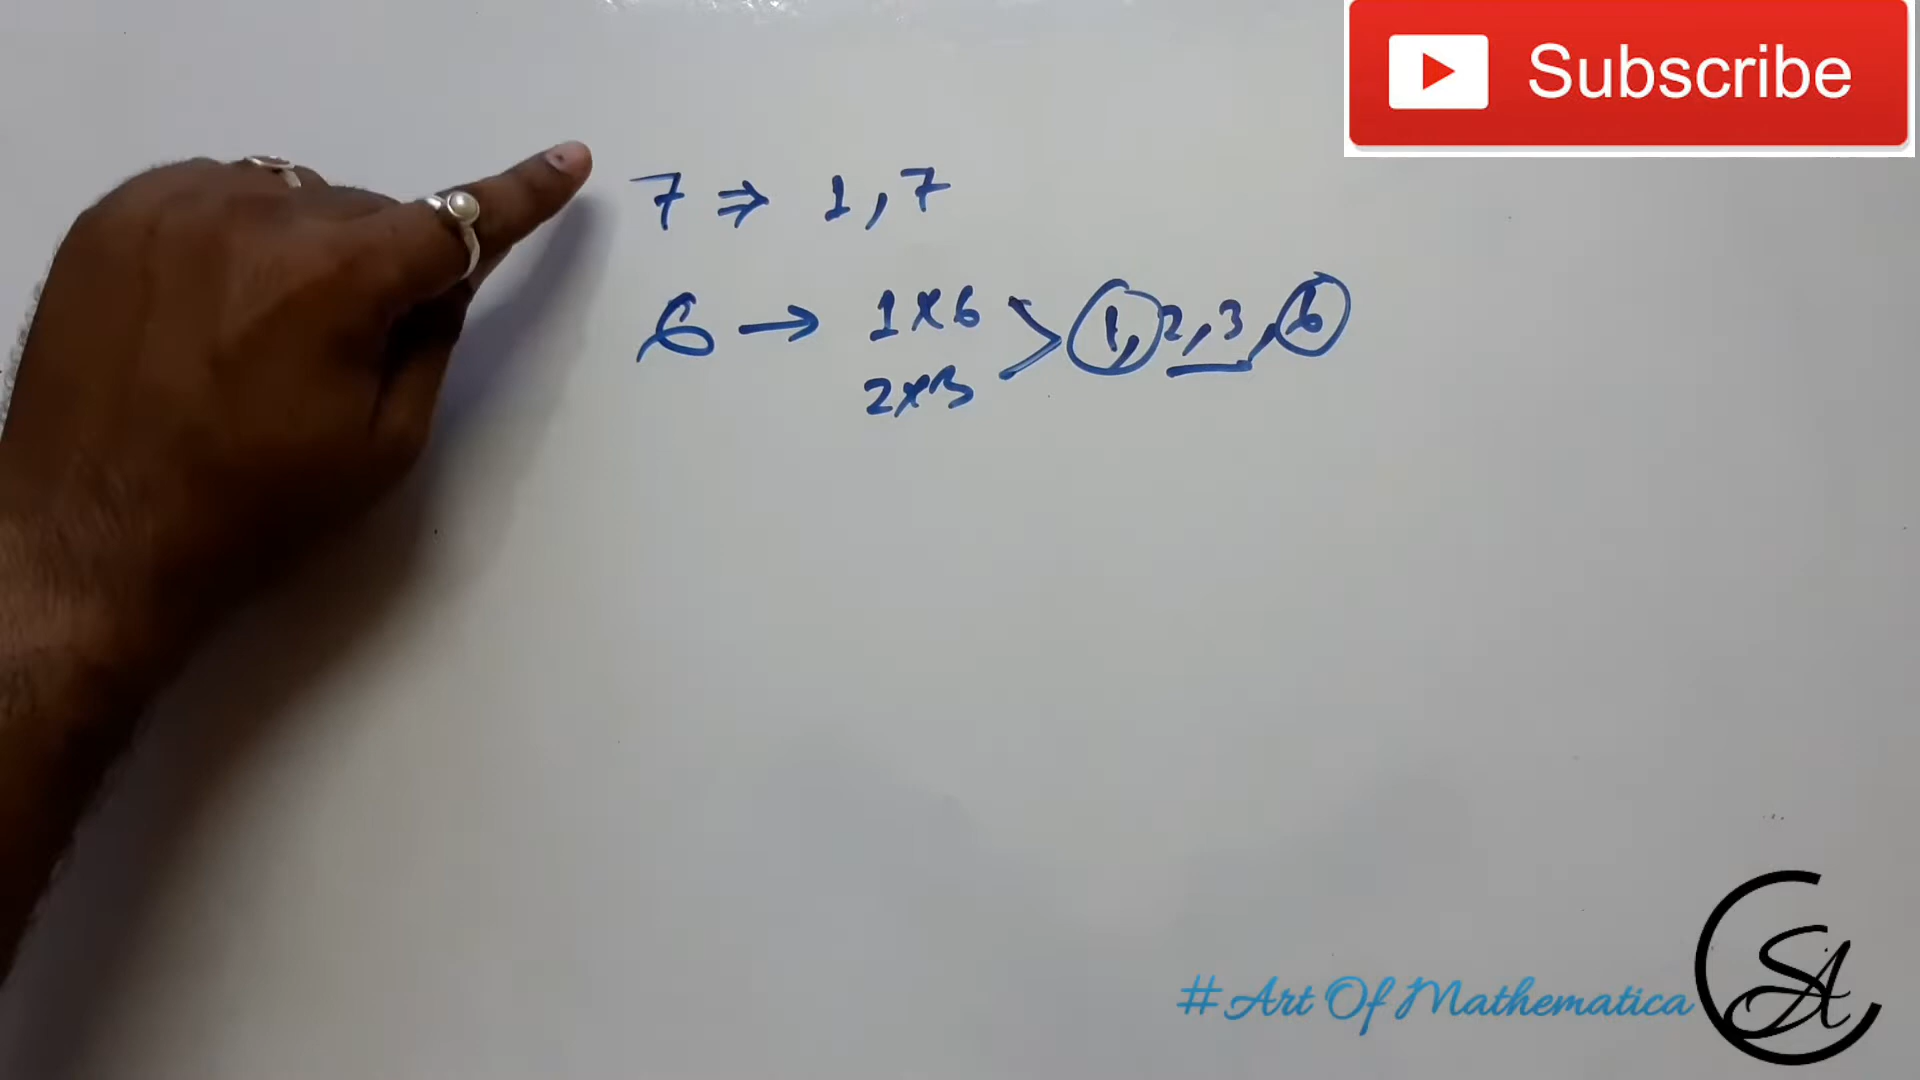 Subscribe
7 ⇒ 1, 7
6 → 1×6 > 1, 2, 3, 6
2×3
#Art Of Mathematica
SA